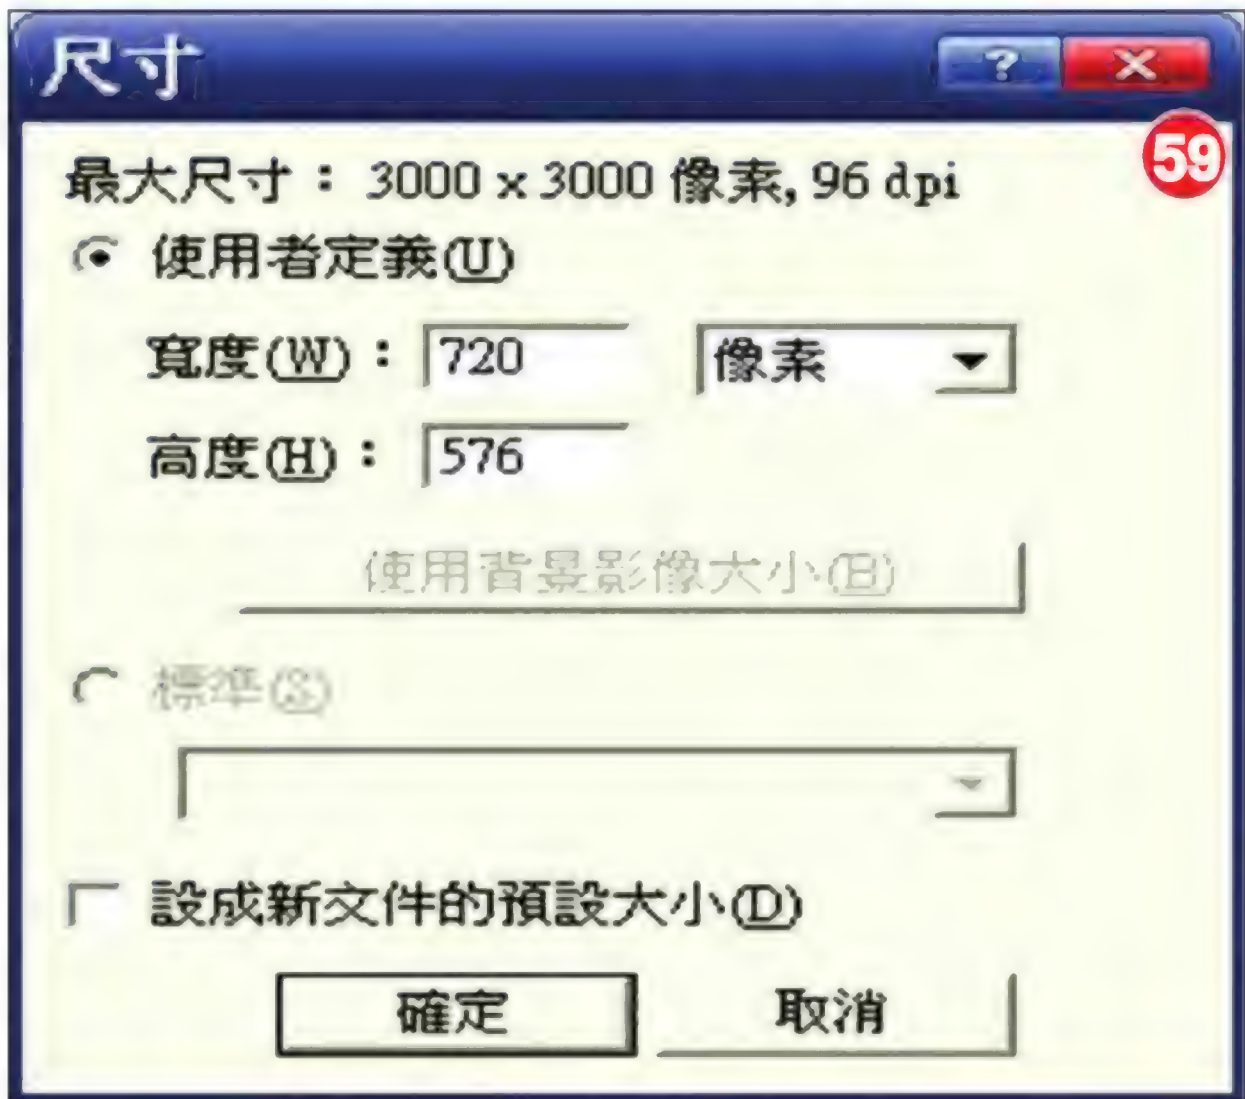 尺寸
?
59
最大尺寸：3000 x 3000 像素, 96 dpi
使用者定義(U)
寬度(W)：720 像素
高度(H)：576
使用背景影像大小(B)
標準(S)
設成新文件的預設大小(D)
確定 取消